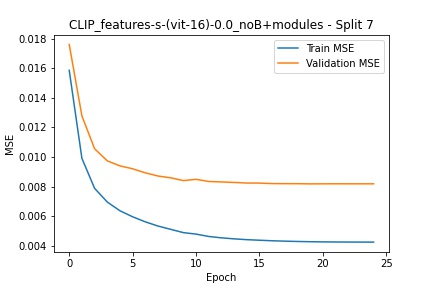 CLIP_features-s-(vit-16)-0.0_noB+modules - Split 7
0.018
0.016
0.014
0.012
0.010
0.008
0.006
0.004
MSE
Train MSE
Validation MSE
0 5 10 15 20 25
Epoch